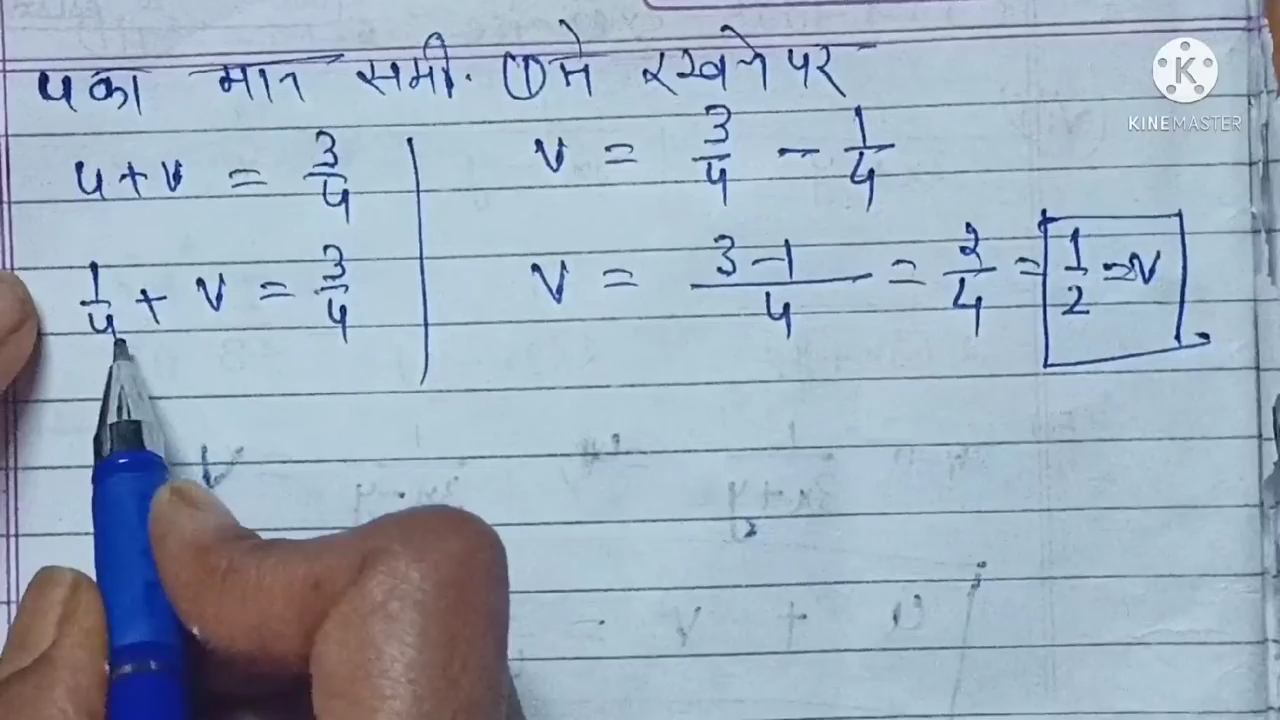 u का मान समी. ① मे रखने पर
K
KINEMASTER
u + v = 3/4
1/4 + v = 3/4
v = 3/4 - 1/4
v = 3-1/4 = 2/4 = 1/2 = v